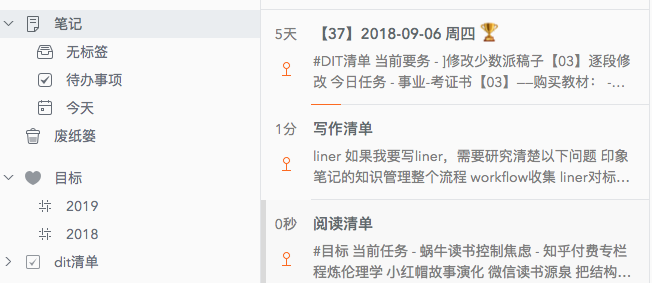 笔记
无标签
待办事项
今天
废纸篓
目标
2019
2018
dit清单
5天
【37】2018-09-06 周四 🏆
#DIT清单 当前要务 - ]修改少数派稿子【03】逐段修
改 今日任务 - 事业-考证书【03】——购买教材： -...
1分
写作清单
liner 如果我要写liner，需要研究清楚以下问题 印象
笔记的知识管理整个流程 workflow收集 liner对标...
0秒
阅读清单
#目标 当前任务 - 蜗牛读书控制焦虑 - 知乎付费专栏
程炼伦理学 小红帽故事演化 微信读书源泉 把结构...